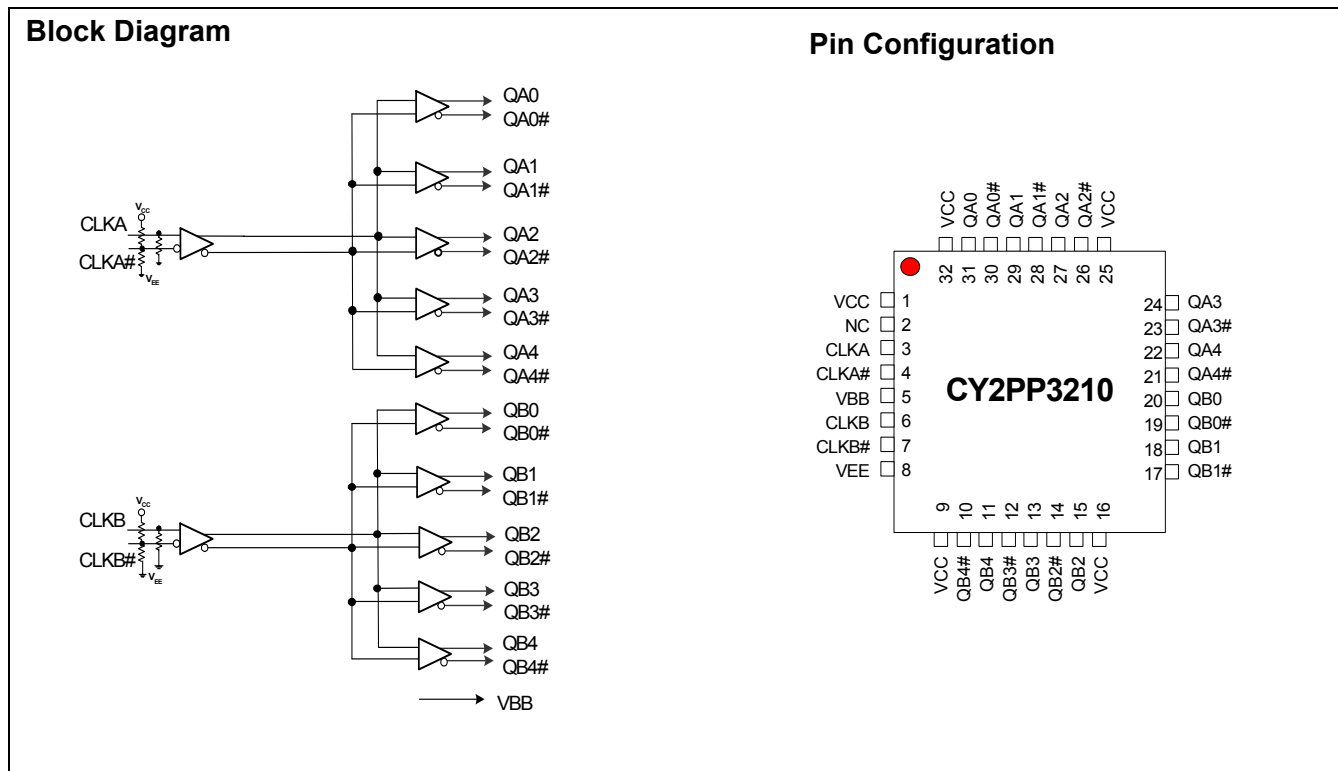 Block Diagram
QA0
QA0#
QA1
QA1#
VCC
CLKA
QA2
CLKA#
QA2#
VEE
QA3
QA3#
QA4
QA4#
QB0
QB0#
QB1
QB1#
VCC
CLKB
QB2
CLKB#
QB2#
VEE
QB3
QB3#
QB4
QB4#
VBB
Pin Configuration
VCC
QA0
QA0#
QA1
QA1#
QA2
QA2#
VCC
32
31
30
29
28
27
26
25
VCC 1
NC 2
CLKA 3
CLKA# 4
VBB 5
CLKB 6
CLKB# 7
VEE 8
CY2PP3210
24 QA3
23 QA3#
22 QA4
21 QA4#
20 QB0
19 QB0#
18 QB1
17 QB1#
9
10
11
12
13
14
15
16
VCC
QB4#
QB4
QB3#
QB3
QB2#
QB2
VCC